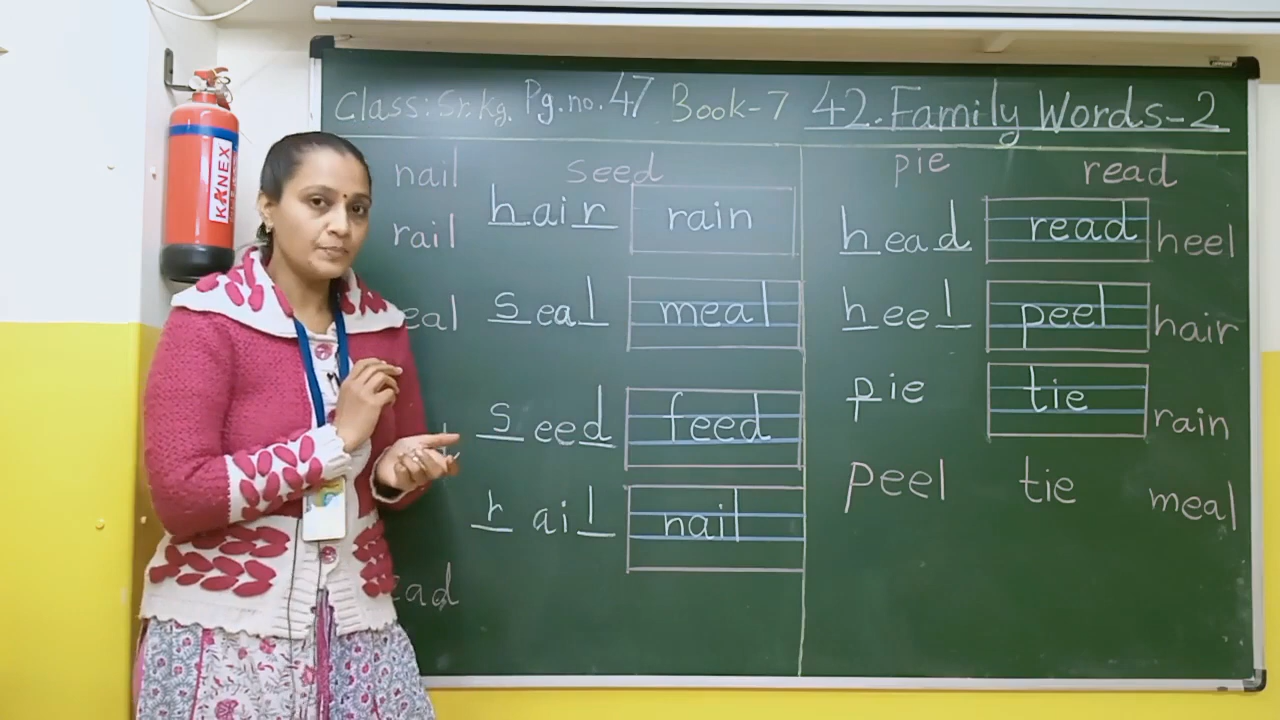 Class: Sr.Kg. Pg.no. 47 Book-7 42. Family Words-2
nail seed pie read
hair rain head read heel
rail
seal meal heel peel hair
eal
seed feed pie tie rain
peel tie meal
rail nail
ead
KANEX